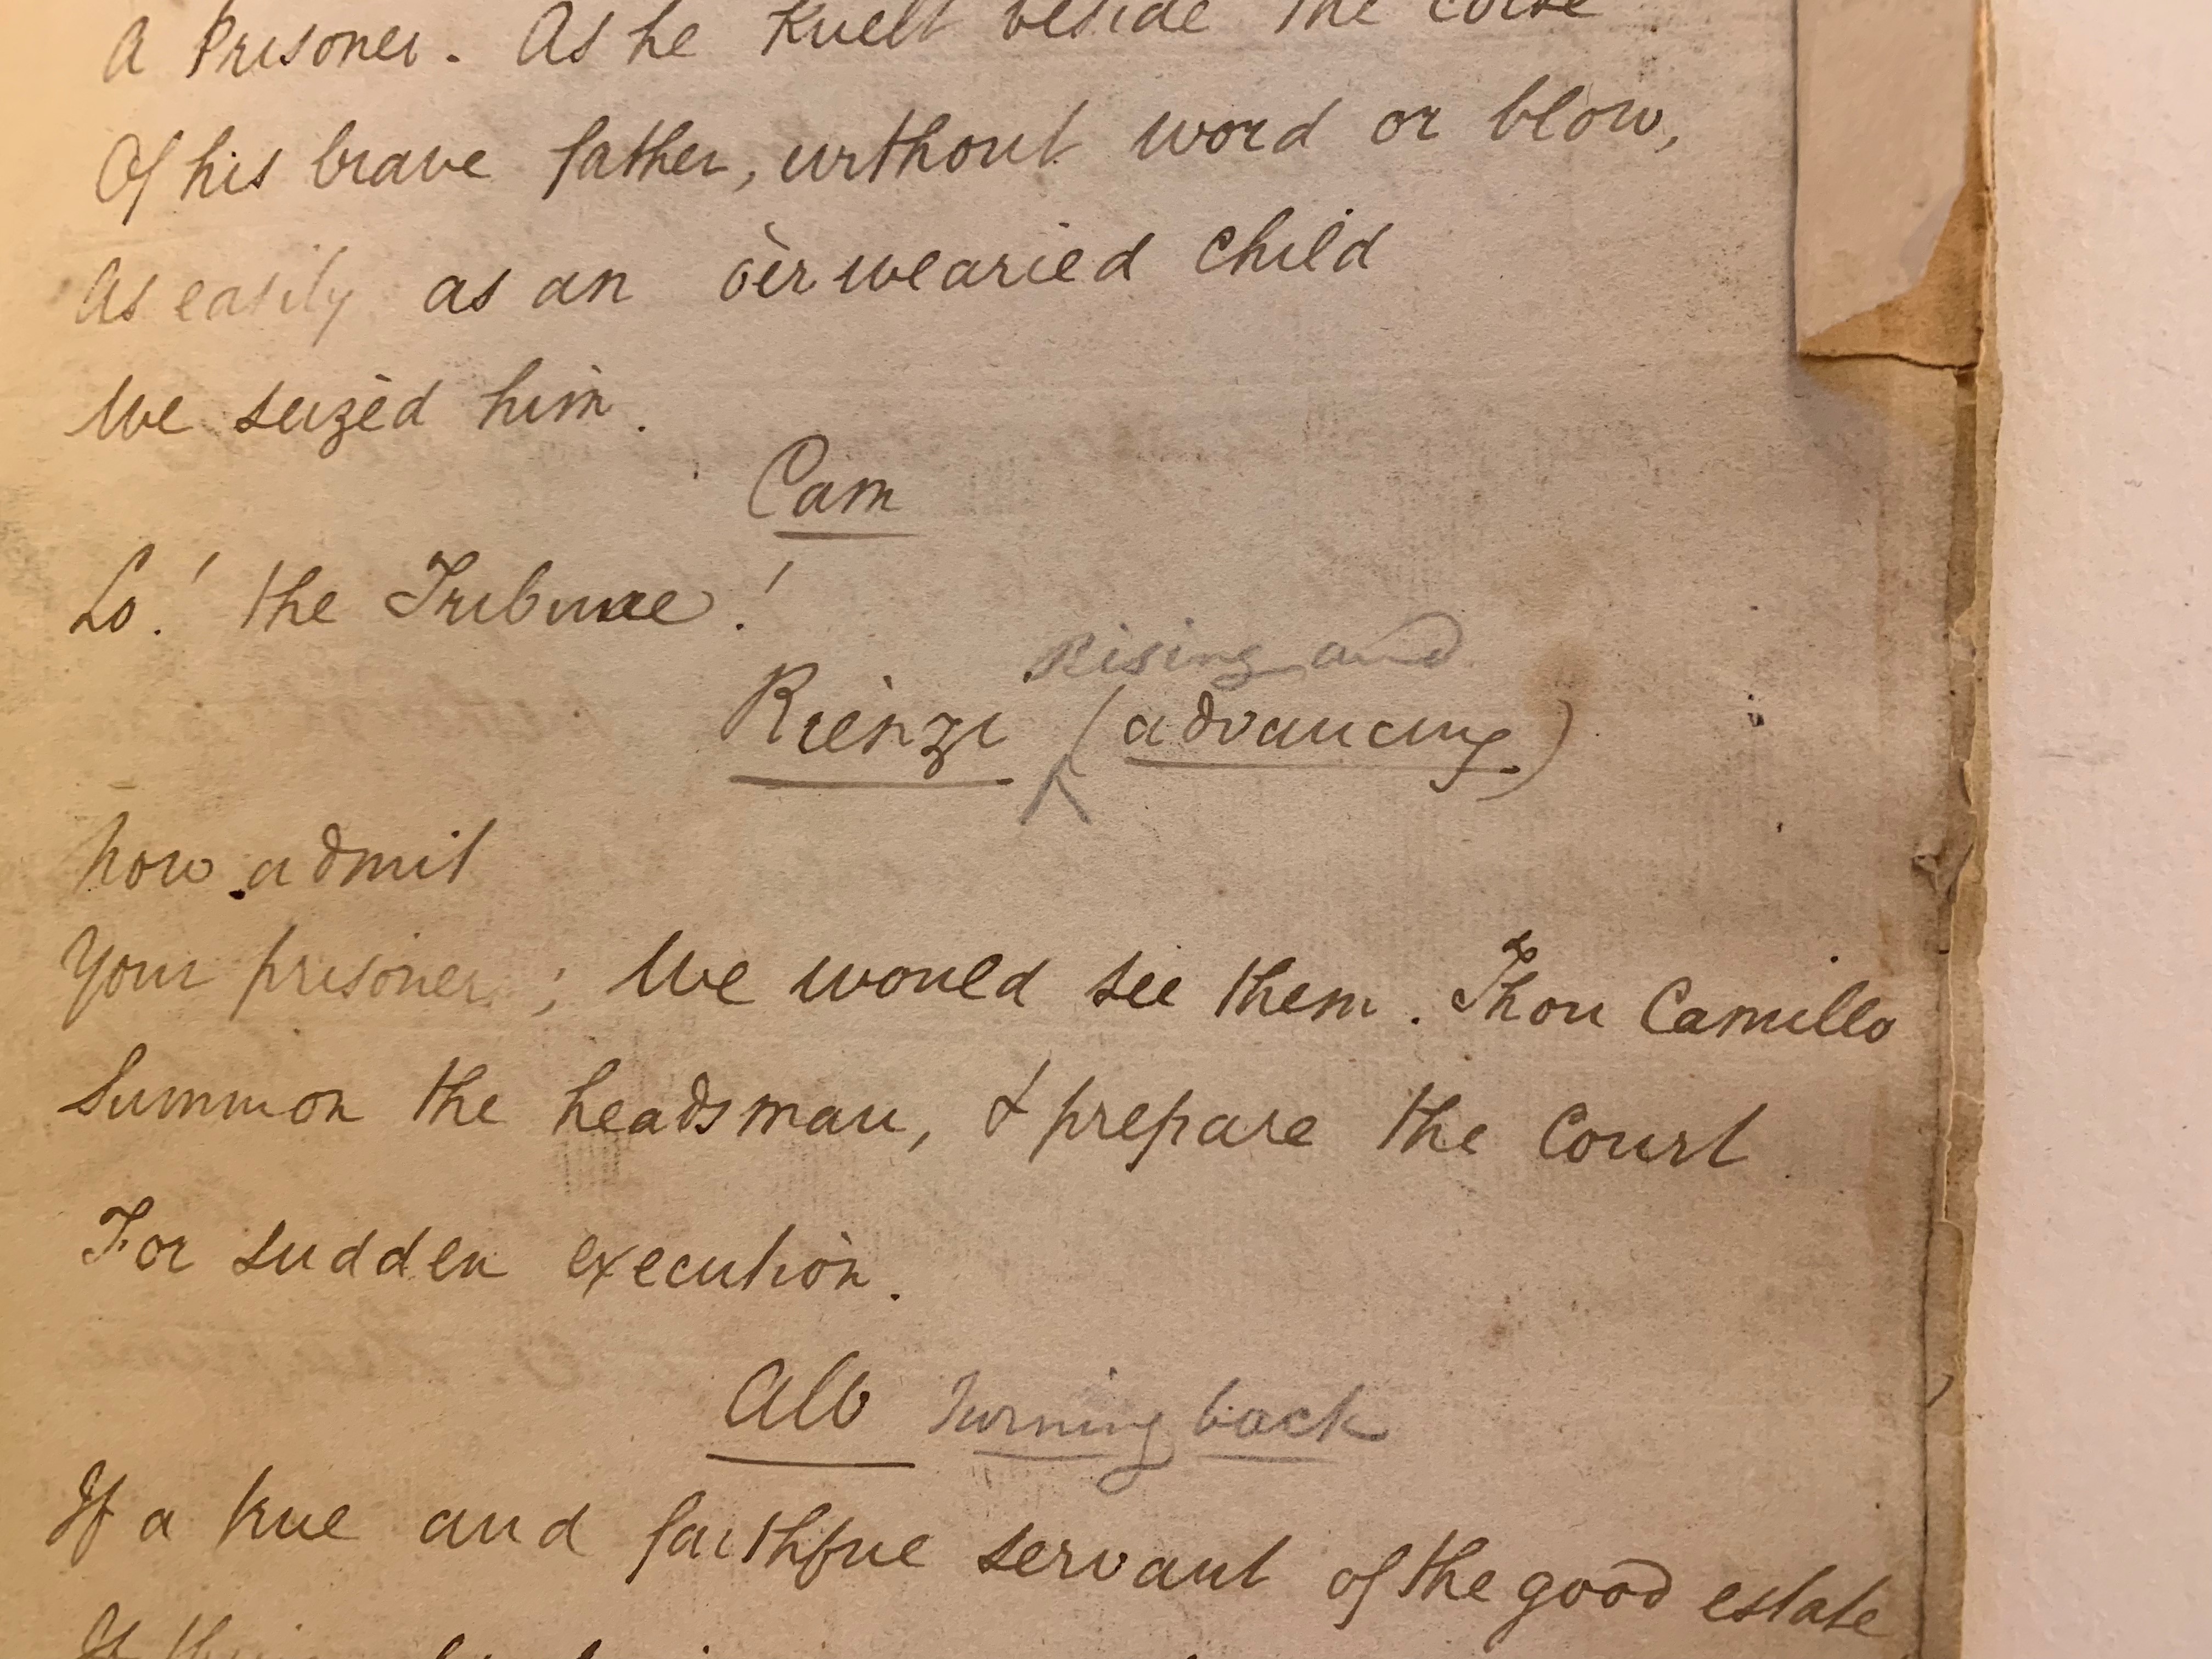 A Prisoner. As he knelt beside the corse
Of his brave father, without word or blow,
As easily as an o'erwearied child
We seized him.
Cam
Lo! the Tribune!
Rising and
Rienzi (advancing)
Now admit
Your prisoner; We would see them. Thou Camillo
Summon the headsman, & prepare the Court
For sudden execution.
Alb turning back
If a true and faithful servant of the good estate
If